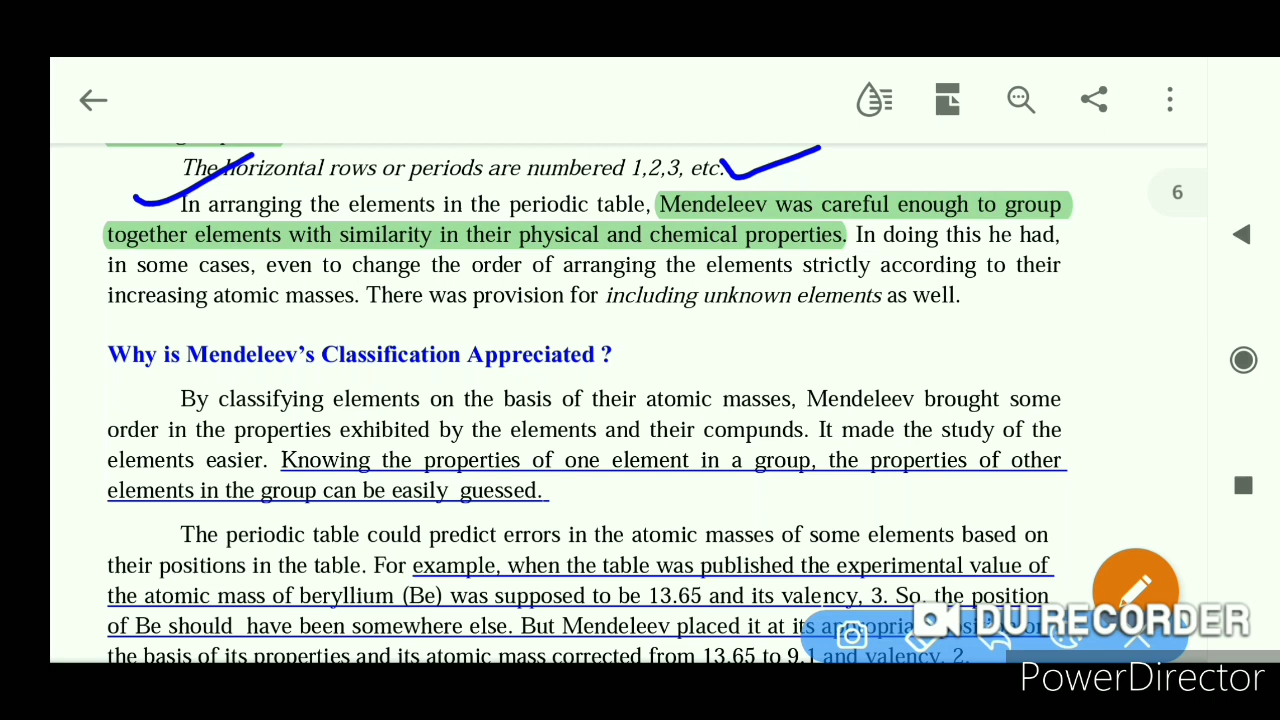 The horizontal rows or periods are numbered 1,2,3, etc.
6
In arranging the elements in the periodic table, Mendeleev was careful enough to group
together elements with similarity in their physical and chemical properties. In doing this he had,
in some cases, even to change the order of arranging the elements strictly according to their
increasing atomic masses. There was provision for including unknown elements as well.
Why is Mendeleev’s Classification Appreciated ?
By classifying elements on the basis of their atomic masses, Mendeleev brought some
order in the properties exhibited by the elements and their compunds. It made the study of the
elements easier. Knowing the properties of one element in a group, the properties of other
elements in the group can be easily guessed.
The periodic table could predict errors in the atomic masses of some elements based on
their positions in the table. For example, when the table was published the experimental value of
the atomic mass of beryllium (Be) was supposed to be 13.65 and its valency, 3. So, the position
of Be should have been somewhere else. But Mendeleev placed it at its
DU RECORDER
the basis of its properties and its atomic mass corrected from 13.65 to 9.1 and valency, 2.
PowerDirector